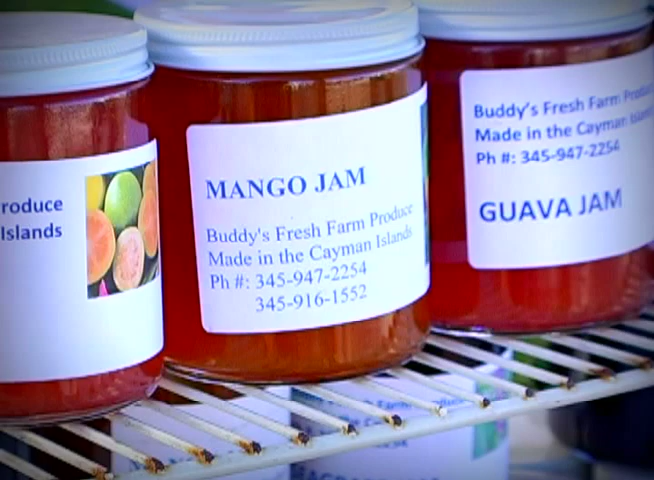 roduce
Islands
MANGO JAM
Buddy's Fresh Farm Produce
Made in the Cayman Islands
Ph #: 345-947-2254
345-916-1552
Buddy's Fresh Farm Produ
Made in the Cayman Island
Ph #: 345-947-2254
GUAVA JAM